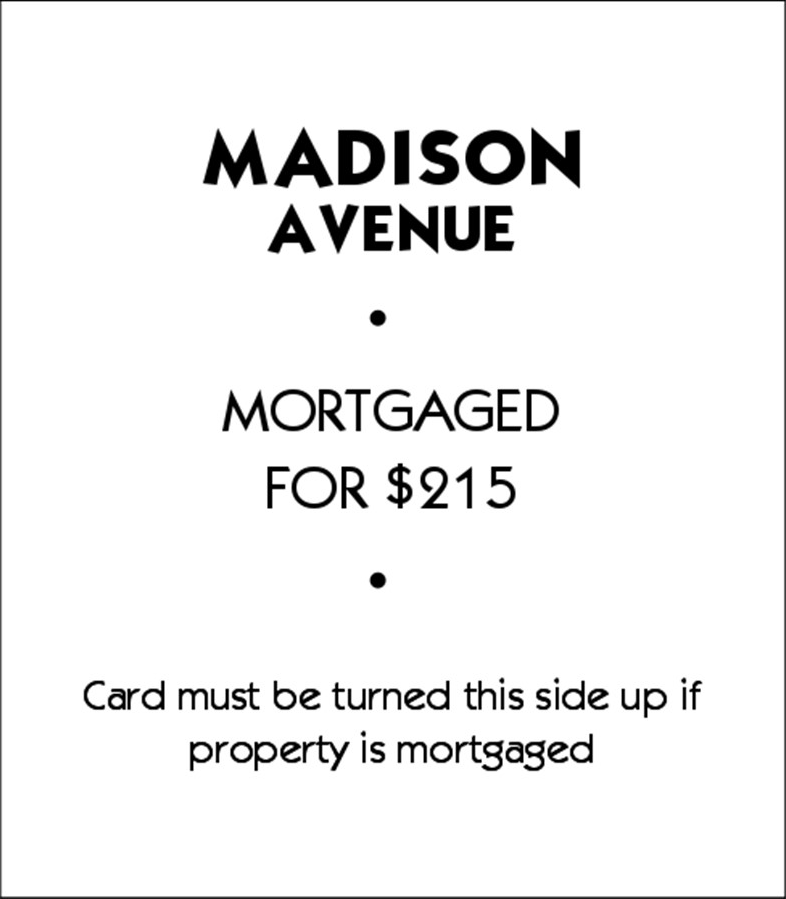 MADISON
AVENUE
•
MORTGAGED
FOR $215
•
Card must be turned this side up if
property is mortgaged